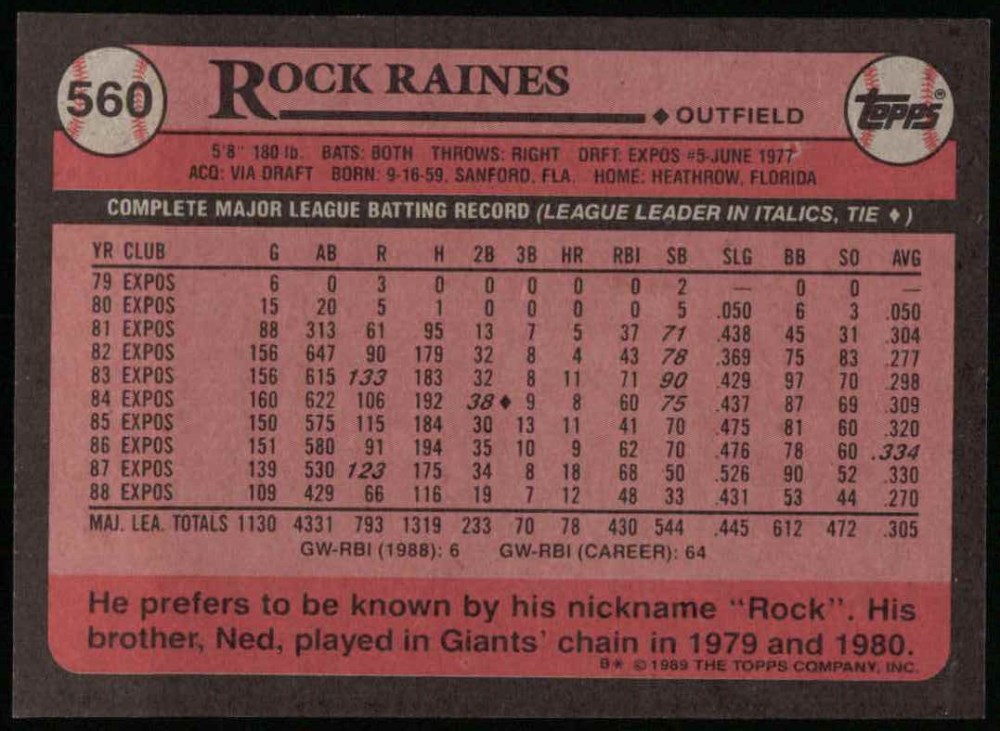 560
ROCK RAINES
◆ OUTFIELD
TOPPS®
5'8" 180 lb. BATS: BOTH THROWS: RIGHT DRFT: EXPOS #5-JUNE 1977
ACQ: VIA DRAFT BORN: 9-16-59, SANFORD, FLA. HOME: HEATHROW, FLORIDA
COMPLETE MAJOR LEAGUE BATTING RECORD (LEAGUE LEADER IN ITALICS, TIE ♦)
YR CLUB G AB R H 2B 3B HR RBI SB SLG BB SO AVG
79 EXPOS 6 0 3 0 0 0 0 0 2 — 0 0 —
80 EXPOS 15 20 5 1 0 0 0 0 5 .050 6 3 .050
81 EXPOS 88 313 61 95 13 7 5 37 71 .438 45 31 .304
82 EXPOS 156 647 90 179 32 8 4 43 78 .369 75 83 .277
83 EXPOS 156 615 133 183 32 8 11 71 90 .429 97 70 .298
84 EXPOS 160 622 106 192 38♦ 9 8 60 75 .437 87 69 .309
85 EXPOS 150 575 115 184 30 13 11 41 70 .475 81 60 .320
86 EXPOS 151 580 91 194 35 10 9 62 70 .476 78 60 .334
87 EXPOS 139 530 123 175 34 8 18 68 50 .526 90 52 .330
88 EXPOS 109 429 66 116 19 7 12 48 33 .431 53 44 .270
MAJ. LEA. TOTALS 1130 4331 793 1319 233 70 78 430 544 .445 612 472 .305
GW-RBI (1988): 6 GW-RBI (CAREER): 64
He prefers to be known by his nickname "Rock". His
brother, Ned, played in Giants' chain in 1979 and 1980.
B* © 1989 THE TOPPS COMPANY, INC.